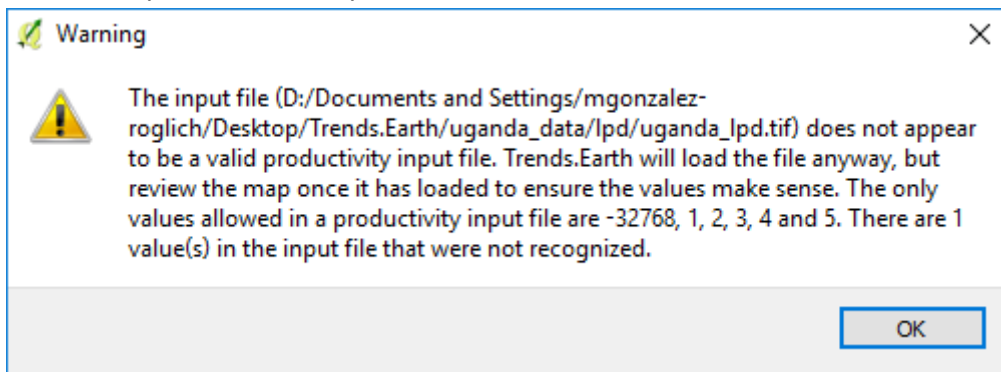 Warning
The input file (D:/Documents and Settings/mgonzalez-
roglich/Desktop/Trends.Earth/uganda_data/lpd/uganda_lpd.tif) does not appear
to be a valid productivity input file. Trends.Earth will load the file anyway, but
review the map once it has loaded to ensure the values make sense. The only
values allowed in a productivity input file are -32768, 1, 2, 3, 4 and 5. There are 1
value(s) in the input file that were not recognized.
OK